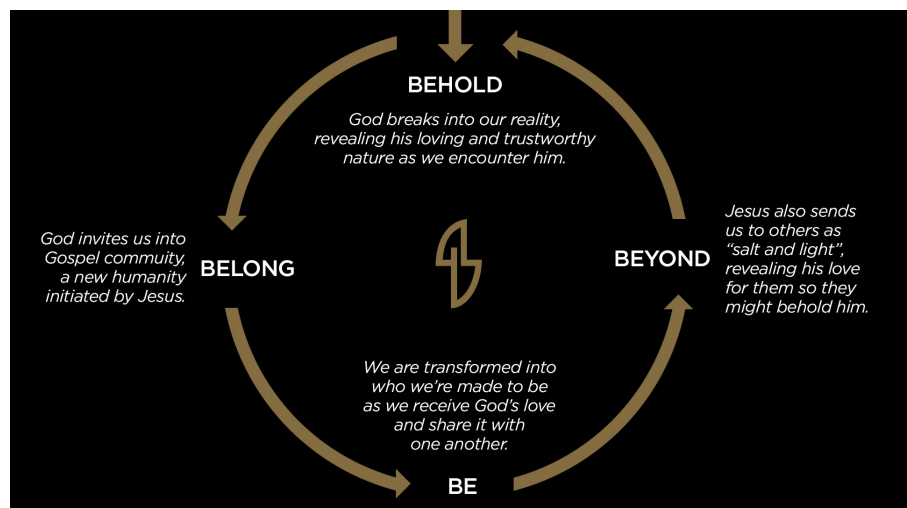 BEHOLD
God breaks into our reality,
revealing his loving and trustworthy
nature as we encounter him.
God invites us into
Gospel commuity,
a new humanity
initiated by Jesus.
BELONG
BEYOND
Jesus also sends
us to others as
“salt and light”,
revealing his love
for them so they
might behold him.
We are transformed into
who we’re made to be
as we receive God’s love
and share it with
one another.
BE